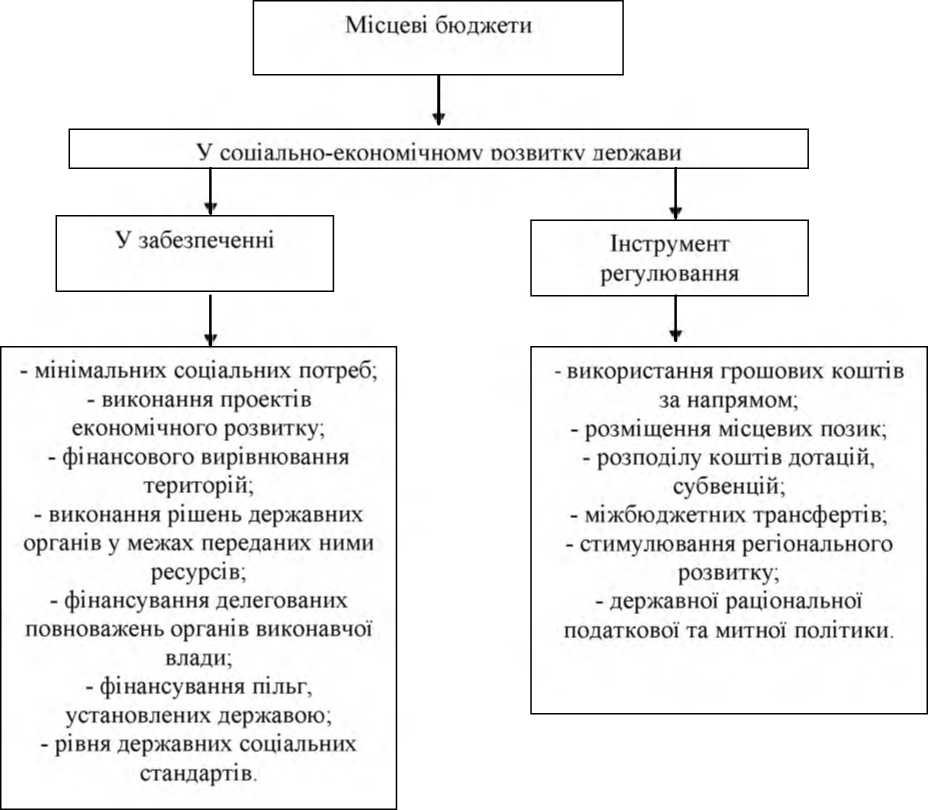 Місцеві бюджети
У соціально-економічному розвитку держави
У забезпеченні
Інструмент
регулювання
- мінімальних соціальних потреб;
- виконання проектів
економічного розвитку;
- фінансового вирівнювання
територій;
- виконання рішень державних
органів у межах переданих ними
ресурсів;
- фінансування делегованих
повноважень органів виконавчої
влади;
- фінансування пільг,
установлених державою;
- рівня державних соціальних
стандартів.
- використання грошових коштів
за напрямом;
- розміщення місцевих позик;
- розподілу коштів дотацій,
субвенцій;
- міжбюджетних трансфертів;
- стимулювання регіонального
розвитку;
- державної раціональної
податкової та митної політики.